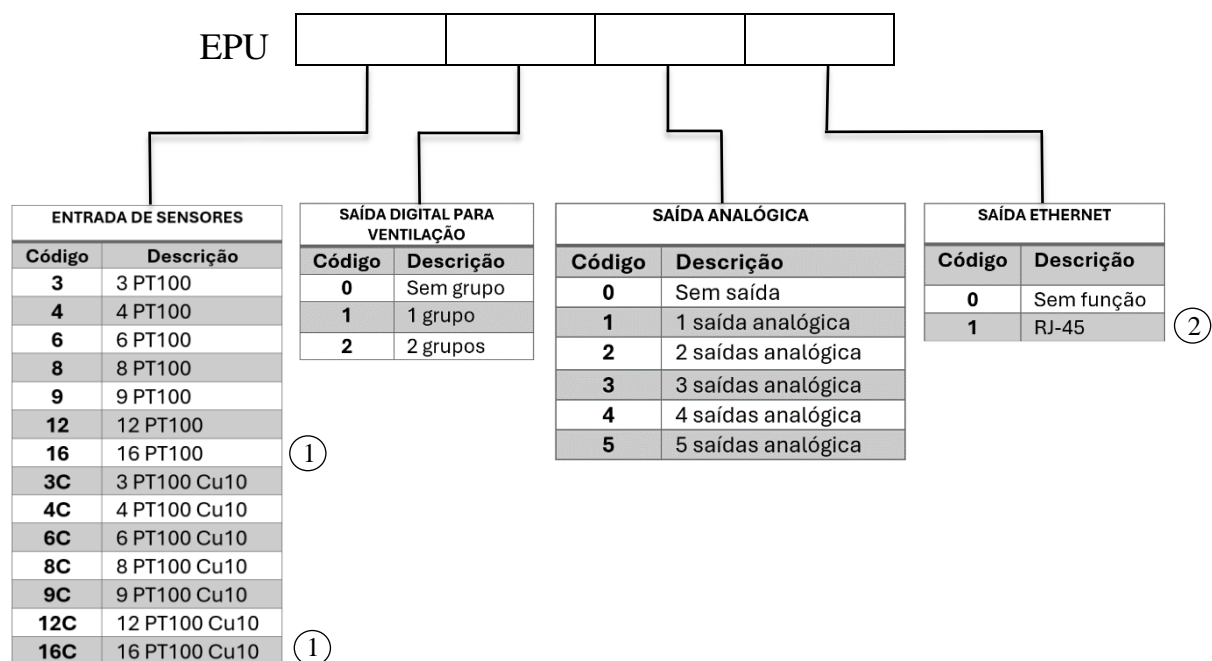 EPU
ENTRADA DE SENSORES
Código Descrição
3 3 PT100
4 4 PT100
6 6 PT100
8 8 PT100
9 9 PT100
12 12 PT100
16 16 PT100
1
3C 3 PT100 Cu10
4C 4 PT100 Cu10
6C 6 PT100 Cu10
8C 8 PT100 Cu10
9C 9 PT100 Cu10
12C 12 PT100 Cu10
16C 16 PT100 Cu10
1
SAÍDA DIGITAL PARA
VENTILAÇÃO
Código Descrição
0 Sem grupo
1 1 grupo
2 2 grupos
SAÍDA ANALÓGICA
Código Descrição
0 Sem saída
1 1 saída analógica
2 2 saídas analógica
3 3 saídas analógica
4 4 saídas analógica
5 5 saídas analógica
SAÍDA ETHERNET
Código Descrição
0 Sem função
1 RJ-45
2